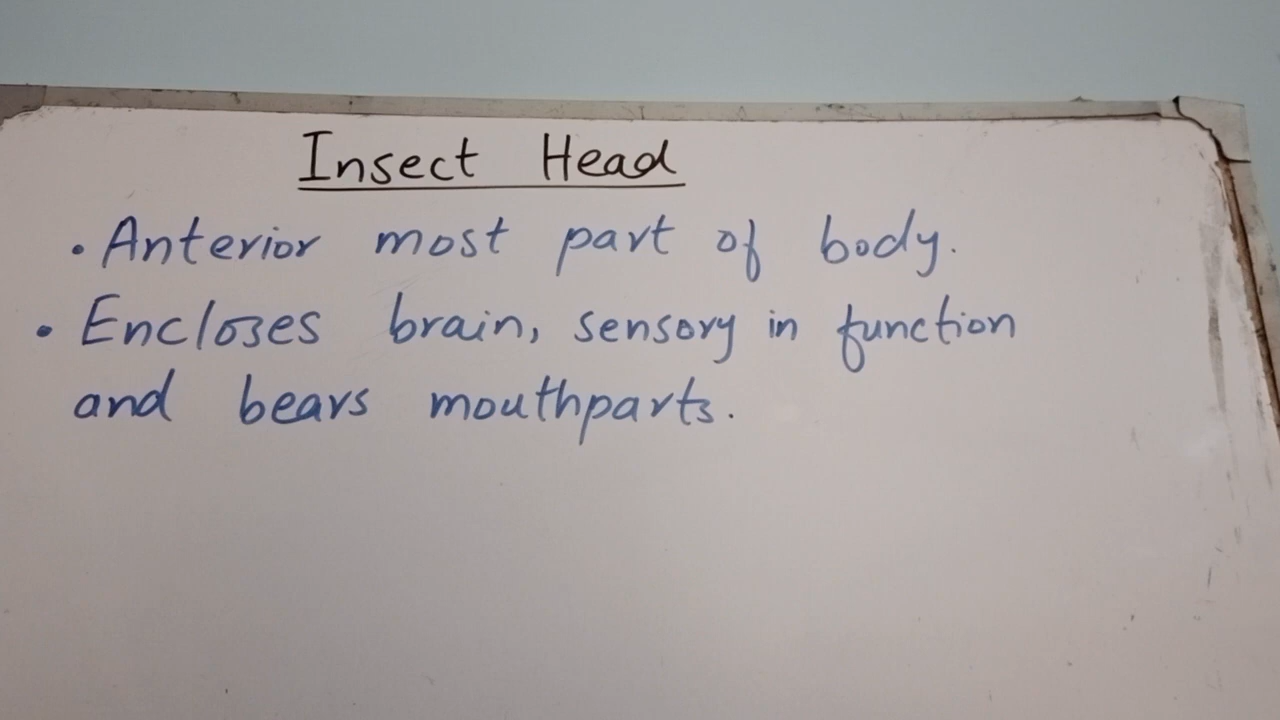 Insect Head
• Anterior most part of body.
• Encloses brain, sensory in function
and bears mouthparts.